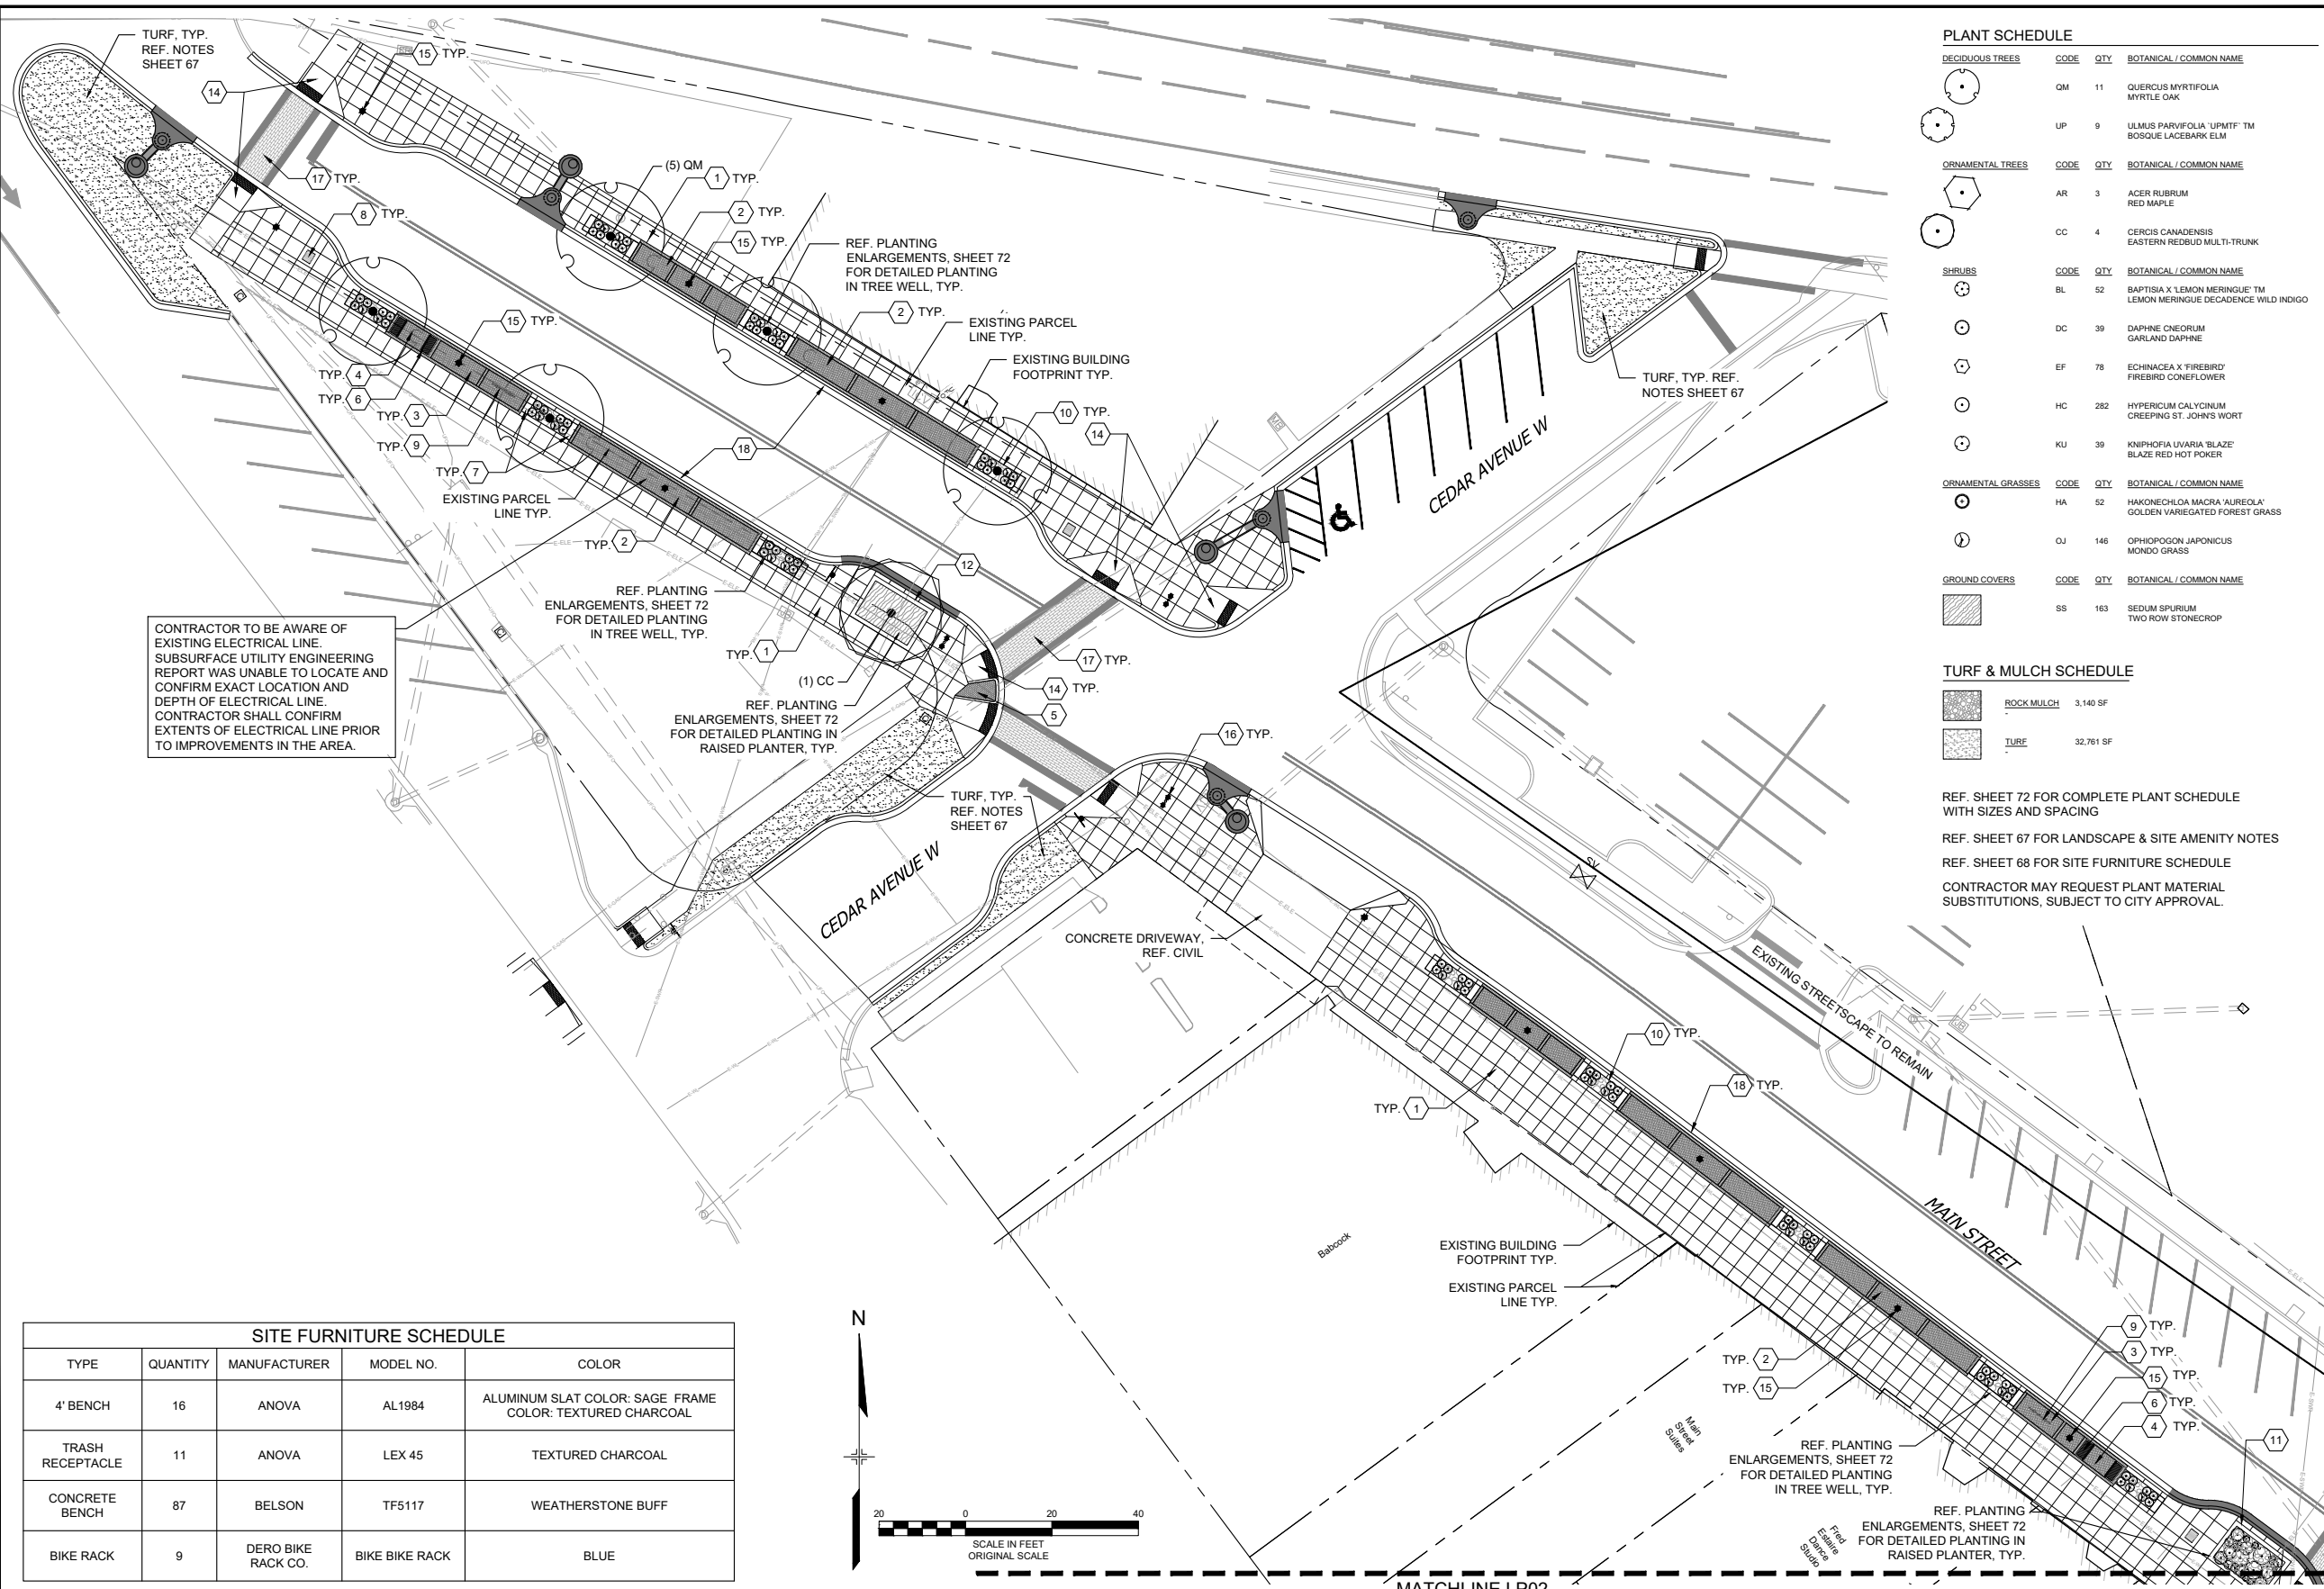 TURF, TYP.
REF. NOTES
SHEET 67
15 TYP.
14
17 TYP.
8 TYP.
(5) QM
1 TYP.
2 TYP.
15 TYP.
REF. PLANTING
ENLARGEMENTS, SHEET 72
FOR DETAILED PLANTING
IN TREE WELL, TYP.
2 TYP.
EXISTING PARCEL
LINE TYP.
EXISTING BUILDING
FOOTPRINT TYP.
15 TYP.
TYP. 4
TYP. 6
TYP. 3
TYP. 9
TYP. 7
18
10 TYP.
14
EXISTING PARCEL
LINE TYP.
TYP. 2
TURF, TYP. REF.
NOTES SHEET 67
CEDAR AVENUE W
12
REF. PLANTING
ENLARGEMENTS, SHEET 72
FOR DETAILED PLANTING
IN TREE WELL, TYP.
TYP. 1
17 TYP.
(1) CC
14 TYP.
5
REF. PLANTING
ENLARGEMENTS, SHEET 72
FOR DETAILED PLANTING IN
RAISED PLANTER, TYP.
CONTRACTOR TO BE AWARE OF
EXISTING ELECTRICAL LINE.
SUBSURFACE UTILITY ENGINEERING
REPORT WAS UNABLE TO LOCATE AND
CONFIRM EXACT LOCATION AND
DEPTH OF ELECTRICAL LINE.
CONTRACTOR SHALL CONFIRM
EXTENTS OF ELECTRICAL LINE PRIOR
TO IMPROVEMENTS IN THE AREA.
16 TYP.
TURF, TYP.
REF. NOTES
SHEET 67
CEDAR AVENUE W
CONCRETE DRIVEWAY,
REF. CIVIL
SV
EXISTING STREETSCAPE TO REMAIN
10 TYP.
18 TYP.
TYP. 1
MAIN STREET
Babcock
EXISTING BUILDING
FOOTPRINT TYP.
EXISTING PARCEL
LINE TYP.
9 TYP.
3 TYP.
15 TYP.
6 TYP.
4 TYP.
11
TYP. 2
TYP. 15
Main
Street
Suites
REF. PLANTING
ENLARGEMENTS, SHEET 72
FOR DETAILED PLANTING
IN TREE WELL, TYP.
Fred
Estaire
Dance
Studio
REF. PLANTING
ENLARGEMENTS, SHEET 72
FOR DETAILED PLANTING IN
RAISED PLANTER, TYP.
PLANT SCHEDULE
DECIDUOUS TREES CODE QTY BOTANICAL / COMMON NAME
QM 11 QUERCUS MYRTIFOLIA
MYRTLE OAK
UP 9 ULMUS PARVIFOLIA `UPMTF` TM
BOSQUE LACEBARK ELM
ORNAMENTAL TREES CODE QTY BOTANICAL / COMMON NAME
AR 3 ACER RUBRUM
RED MAPLE
CC 4 CERCIS CANADENSIS
EASTERN REDBUD MULTI-TRUNK
SHRUBS CODE QTY BOTANICAL / COMMON NAME
BL 52 BAPTISIA X 'LEMON MERINGUE' TM
LEMON MERINGUE DECADENCE WILD INDIGO
DC 39 DAPHNE CNEORUM
GARLAND DAPHNE
EF 78 ECHINACEA X 'FIREBIRD'
FIREBIRD CONEFLOWER
HC 282 HYPERICUM CALYCINUM
CREEPING ST. JOHN'S WORT
KU 39 KNIPHOFIA UVARIA 'BLAZE'
BLAZE RED HOT POKER
ORNAMENTAL GRASSES CODE QTY BOTANICAL / COMMON NAME
HA 52 HAKONECHLOA MACRA 'AUREOLA'
GOLDEN VARIEGATED FOREST GRASS
OJ 146 OPHIOPOGON JAPONICUS
MONDO GRASS
GROUND COVERS CODE QTY BOTANICAL / COMMON NAME
SS 163 SEDUM SPURIUM
TWO ROW STONECROP
TURF & MULCH SCHEDULE
ROCK MULCH 3,140 SF
-
TURF 32,761 SF
-
REF. SHEET 72 FOR COMPLETE PLANT SCHEDULE
WITH SIZES AND SPACING
REF. SHEET 67 FOR LANDSCAPE & SITE AMENITY NOTES
REF. SHEET 68 FOR SITE FURNITURE SCHEDULE
CONTRACTOR MAY REQUEST PLANT MATERIAL
SUBSTITUTIONS, SUBJECT TO CITY APPROVAL.
SITE FURNITURE SCHEDULE
TYPE QUANTITY MANUFACTURER MODEL NO. COLOR
4' BENCH 16 ANOVA AL1984 ALUMINUM SLAT COLOR: SAGE FRAME
COLOR: TEXTURED CHARCOAL
TRASH
RECEPTACLE 11 ANOVA LEX 45 TEXTURED CHARCOAL
CONCRETE
BENCH 87 BELSON TF5117 WEATHERSTONE BUFF
BIKE RACK 9 DERO BIKE
RACK CO. BIKE BIKE RACK BLUE
N
20 0 20 40
SCALE IN FEET
ORIGINAL SCALE
MATCHLINE LP02